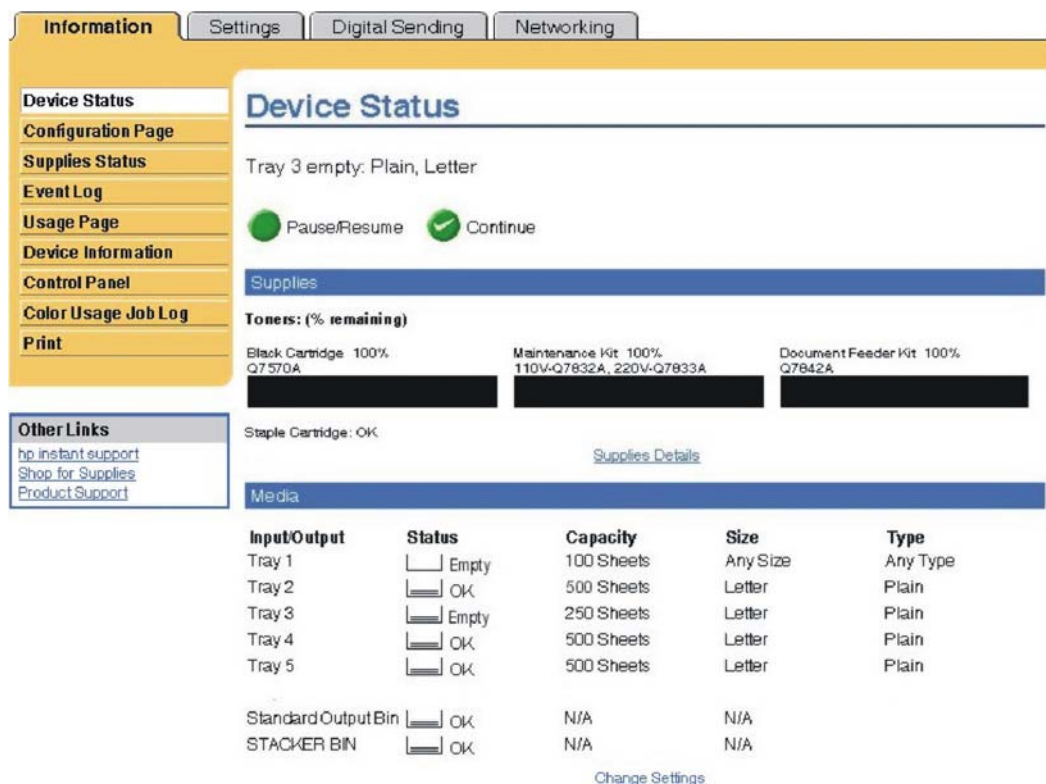 Information Settings Digital Sending Networking
Device Status
Configuration Page
Supplies Status
Event Log
Usage Page
Device Information
Control Panel
Color Usage Job Log
Print
Other Links
hp instant support
Shop for Supplies
Product Support
Device Status
Tray 3 empty: Plain, Letter
Pause/Resume Continue
Supplies
Toners: (% remaining)
Black Cartridge 100% Maintenance Kit 100% Document Feeder Kit 100%
Q7570A 110V-Q7832A, 220V-Q7833A Q7842A
Staple Cartridge: OK
Supplies Details
Media
Input/Output Status Capacity Size Type
Tray 1 Empty 100 Sheets Any Size Any Type
Tray 2 OK 500 Sheets Letter Plain
Tray 3 Empty 250 Sheets Letter Plain
Tray 4 OK 500 Sheets Letter Plain
Tray 5 OK 500 Sheets Letter Plain
Standard Output Bin OK N/A N/A
STACKER BIN OK N/A N/A
Change Settings